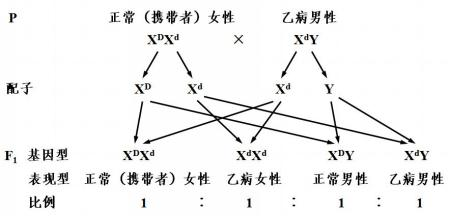 P 正常（携带者）女性 乙病男性
XᴰXᵈ × XᵈY
配子 Xᴰ Xᵈ Xᵈ Y
F₁ 基因型 XᴰXᵈ XᵈXᵈ XᴰY XᵈY
表现型 正常（携带者）女性 乙病女性 正常男性 乙病男性
比例 1 : 1 : 1 : 1